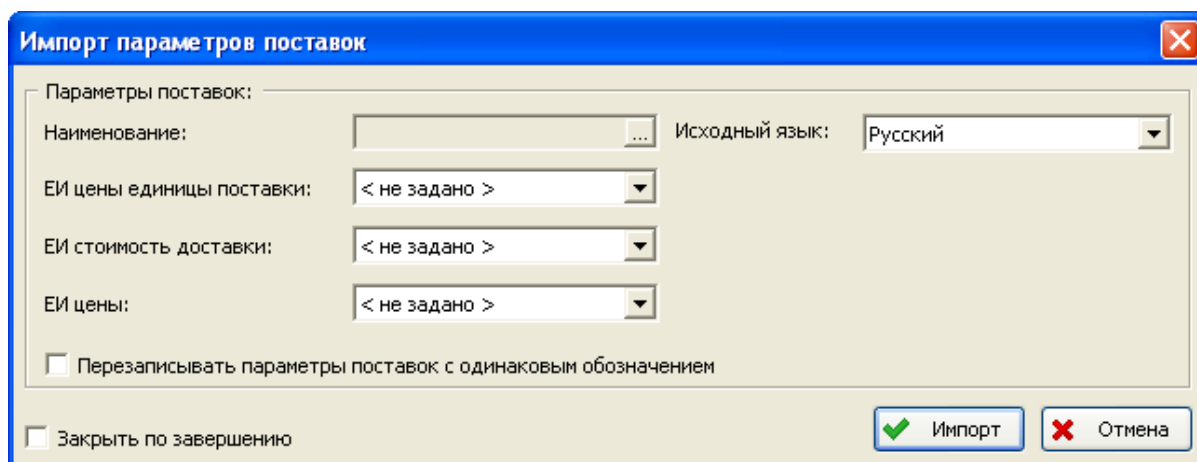 Импорт параметров поставок
Параметры поставок:
Наименование: ... Исходный язык: Русский
ЕИ цены единицы поставки: < не задано >
ЕИ стоимость доставки: < не задано >
ЕИ цены: < не задано >
Перезаписывать параметры поставок с одинаковым обозначением
Закрыть по завершению Импорт Отмена